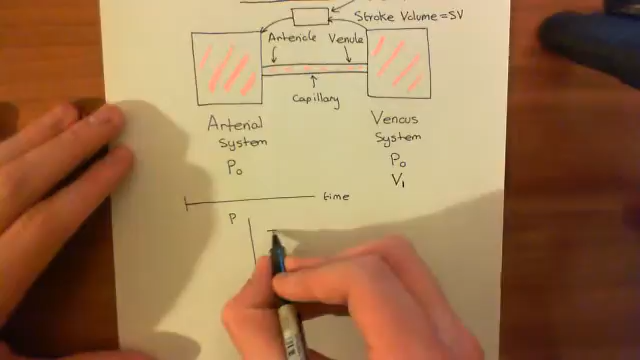 Stroke Volume = SV
Arteriole Venule
Capillary
Arterial Venous
System System
P₀ P₀
V₁
time
P